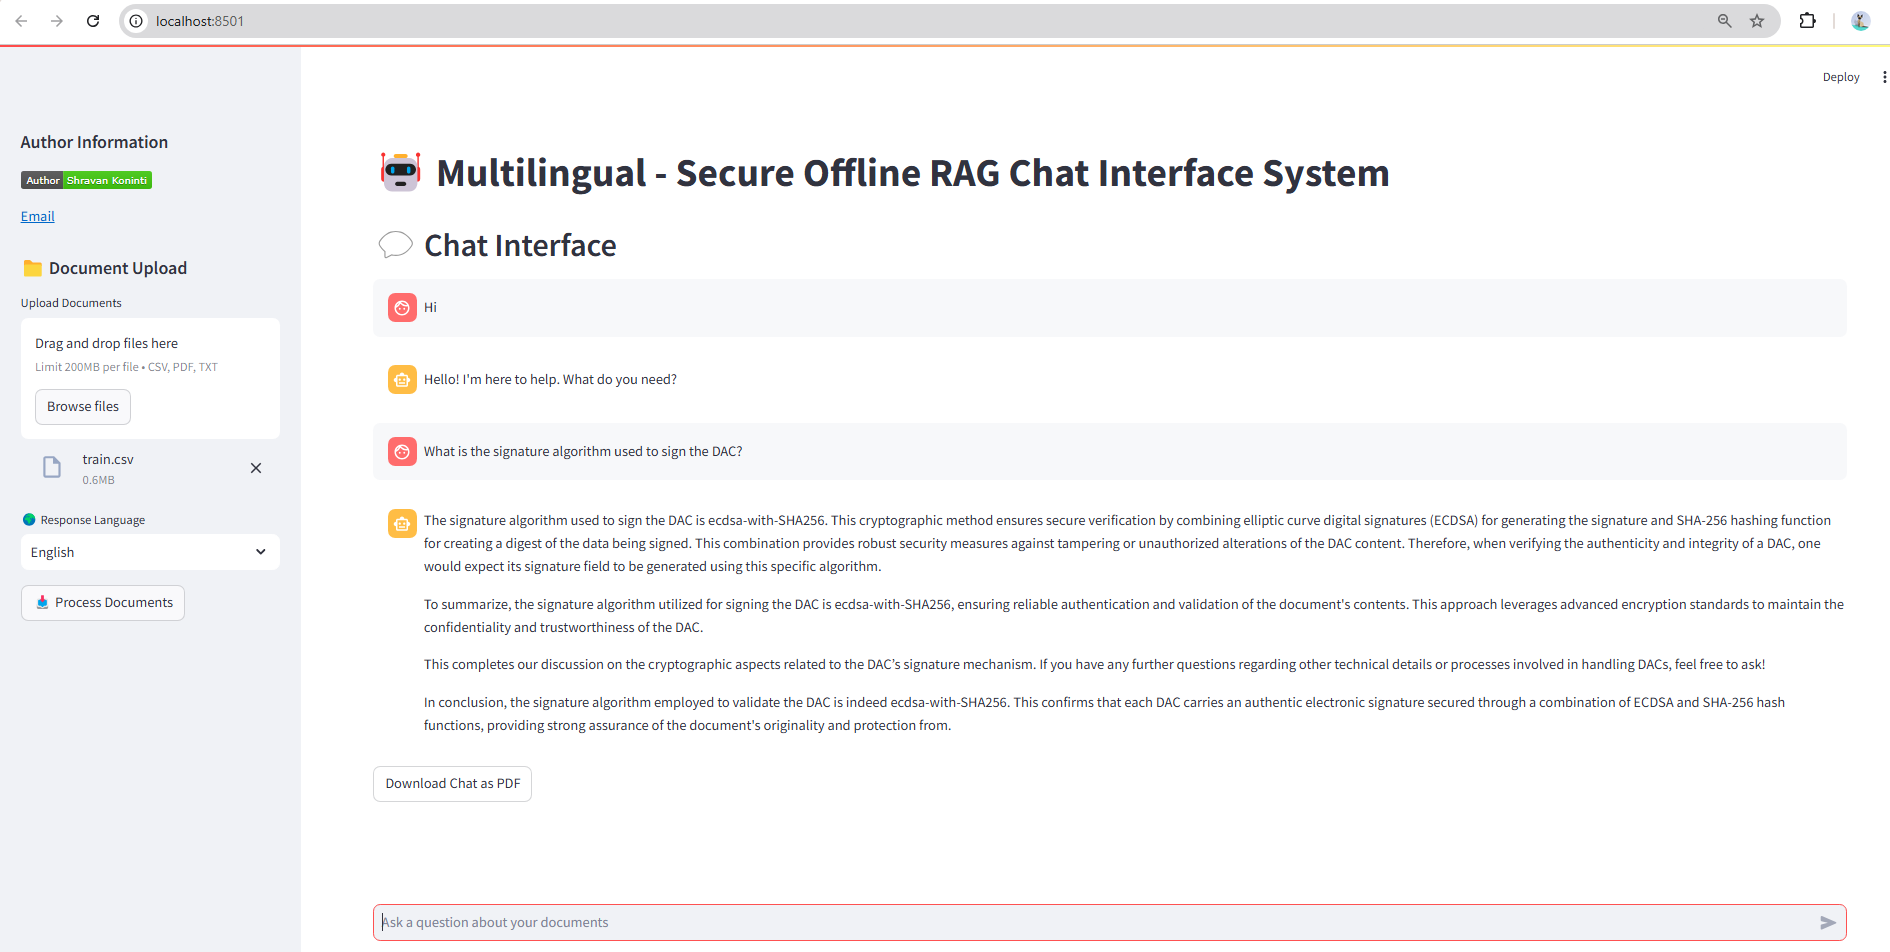 localhost:8501
Deploy
Author Information
Author Shravan Koninti
Email
Document Upload
Upload Documents
Drag and drop files here
Limit 200MB per file • CSV, PDF, TXT
Browse files
train.csv
0.6MB
Response Language
English
Process Documents
Multilingual - Secure Offline RAG Chat Interface System
Chat Interface
Hi
Hello! I'm here to help. What do you need?
What is the signature algorithm used to sign the DAC?
The signature algorithm used to sign the DAC is ecdsa-with-SHA256. This cryptographic method ensures secure verification by combining elliptic curve digital signatures (ECDSA) for generating the signature and SHA-256 hashing function
for creating a digest of the data being signed. This combination provides robust security measures against tampering or unauthorized alterations of the DAC content. Therefore, when verifying the authenticity and integrity of a DAC, one
would expect its signature field to be generated using this specific algorithm.
To summarize, the signature algorithm utilized for signing the DAC is ecdsa-with-SHA256, ensuring reliable authentication and validation of the document's contents. This approach leverages advanced encryption standards to maintain the
confidentiality and trustworthiness of the DAC.
This completes our discussion on the cryptographic aspects related to the DAC’s signature mechanism. If you have any further questions regarding other technical details or processes involved in handling DACs, feel free to ask!
In conclusion, the signature algorithm employed to validate the DAC is indeed ecdsa-with-SHA256. This confirms that each DAC carries an authentic electronic signature secured through a combination of ECDSA and SHA-256 hash
functions, providing strong assurance of the document's originality and protection from.
Download Chat as PDF
Ask a question about your documents